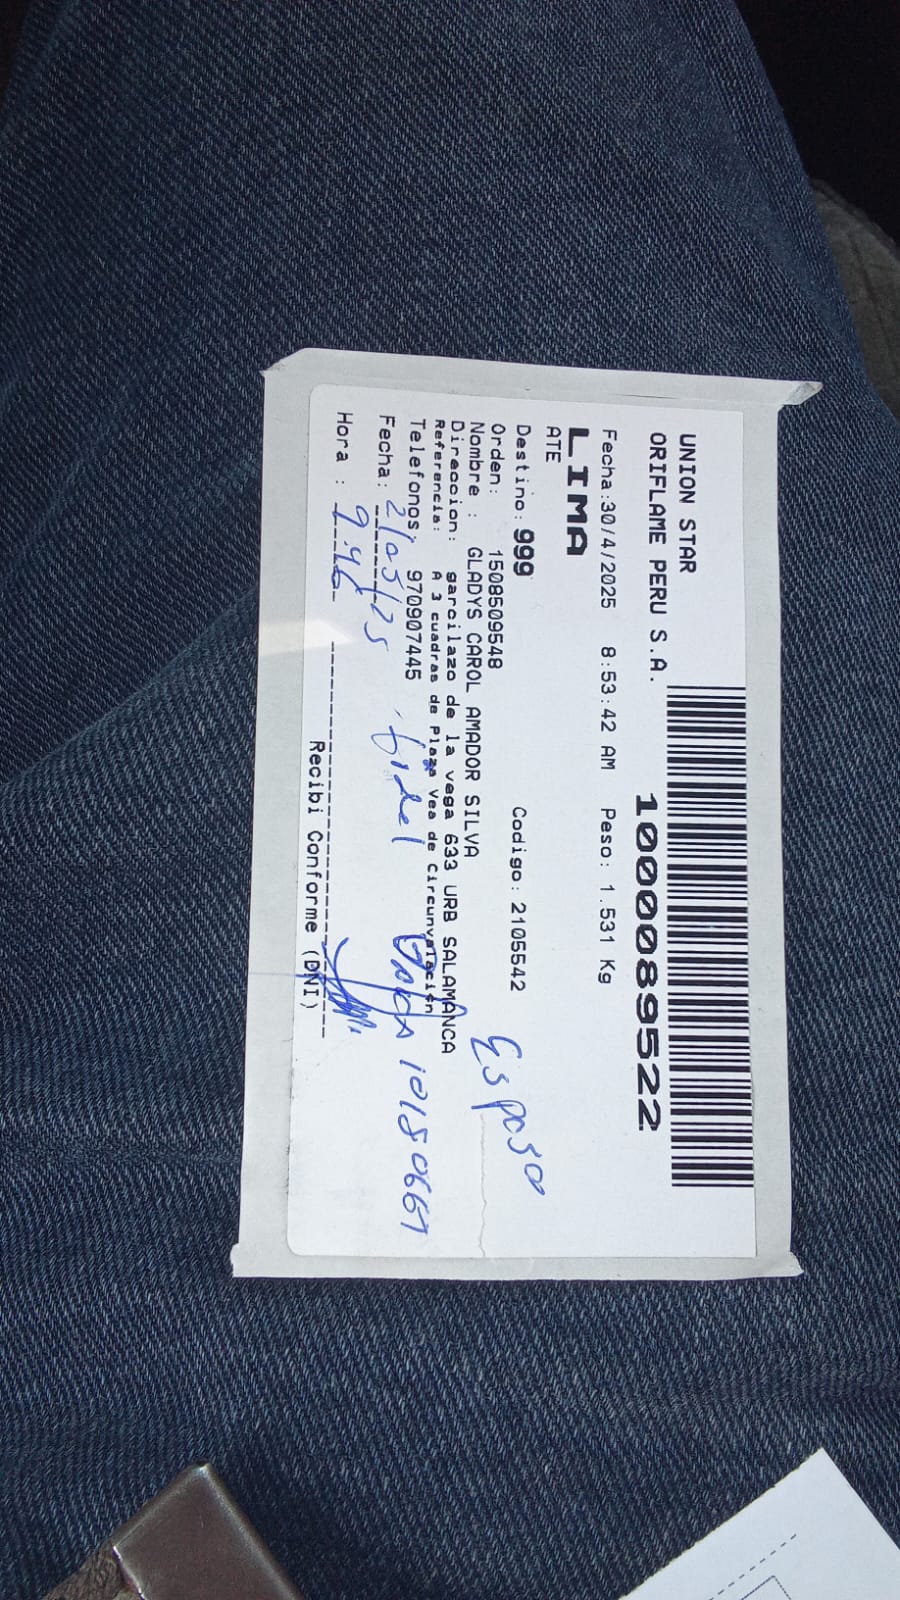 UNION STAR
ORIFLAME PERU S.A.
1000089522
Fecha:30/4/2025 8:53:42 AM Peso: 1.531 Kg
LIMA
ATE
Destino: 999 Codigo: 2105542
Esposo
Orden: 1508509548
Nombre : GLADYS CAROL AMADOR SILVA
Direccion: garcilazo de la vega 633 URB SALAMANCA
Referencia: A 3 cuadras de Plaza Vea de Circunvalación
Telefonos: 970907445
Fecha: 2/05/25 fidel
Hora : 9:46
Recibi Conforme (DNI)